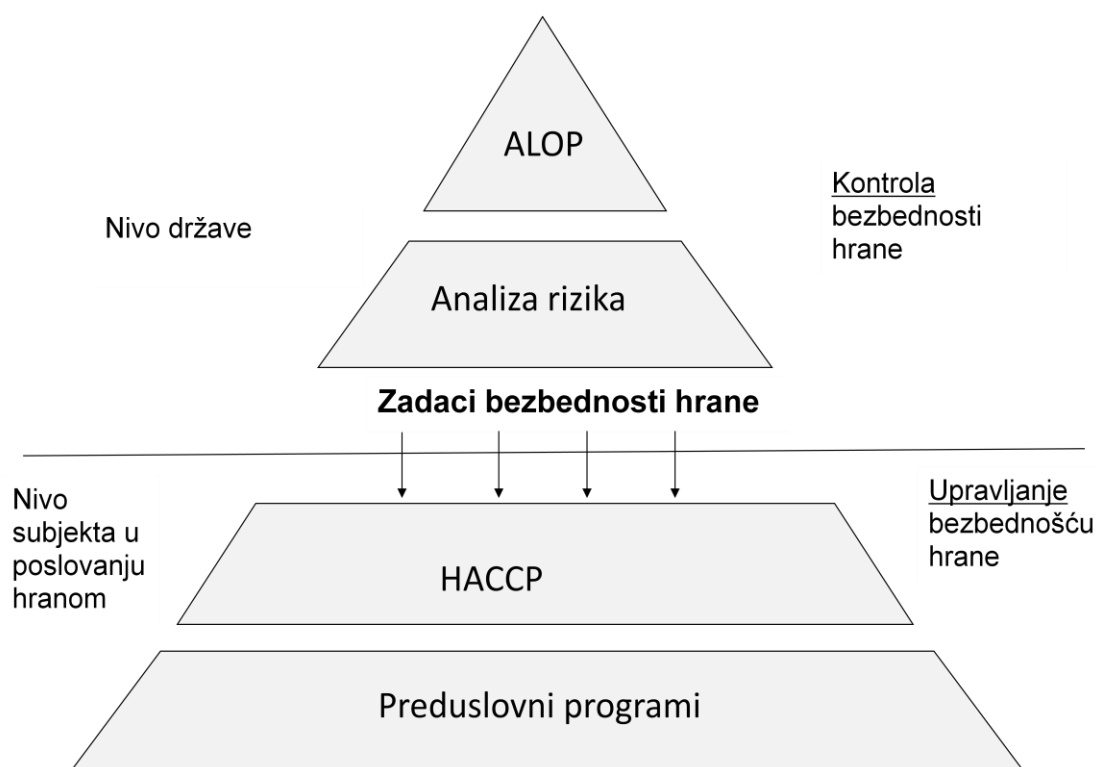 ALOP
Nivo države
Kontrola
bezbednosti
hrane
Analiza rizika
Zadaci bezbednosti hrane
Nivo
subjekta u
poslovanju
hranom
Upravljanje
bezbednošću
hrane
HACCP
Preduslovni programi